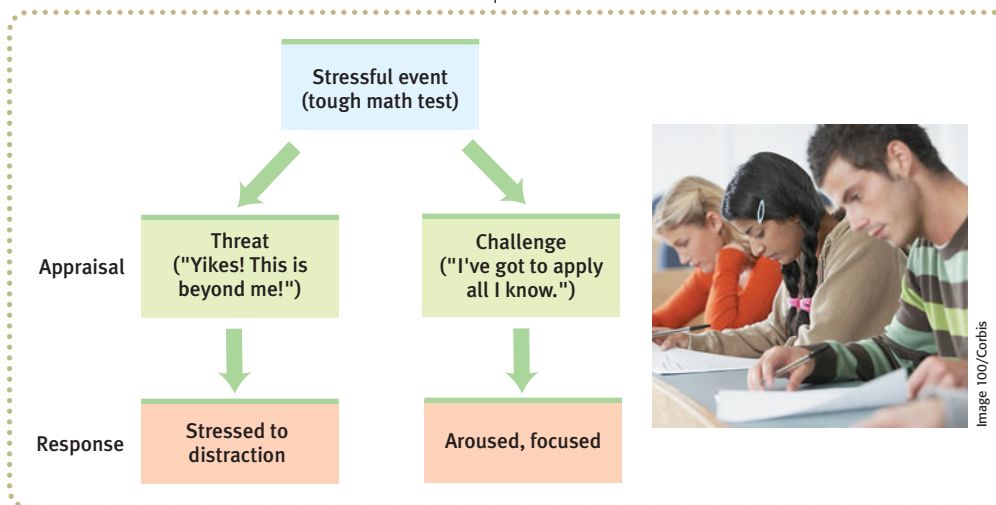 Stressful event
(tough math test)
Appraisal
Threat
("Yikes! This is
beyond me!")
Challenge
("I've got to apply
all I know.")
Response
Stressed to
distraction
Aroused, focused
Image 100/Corbis